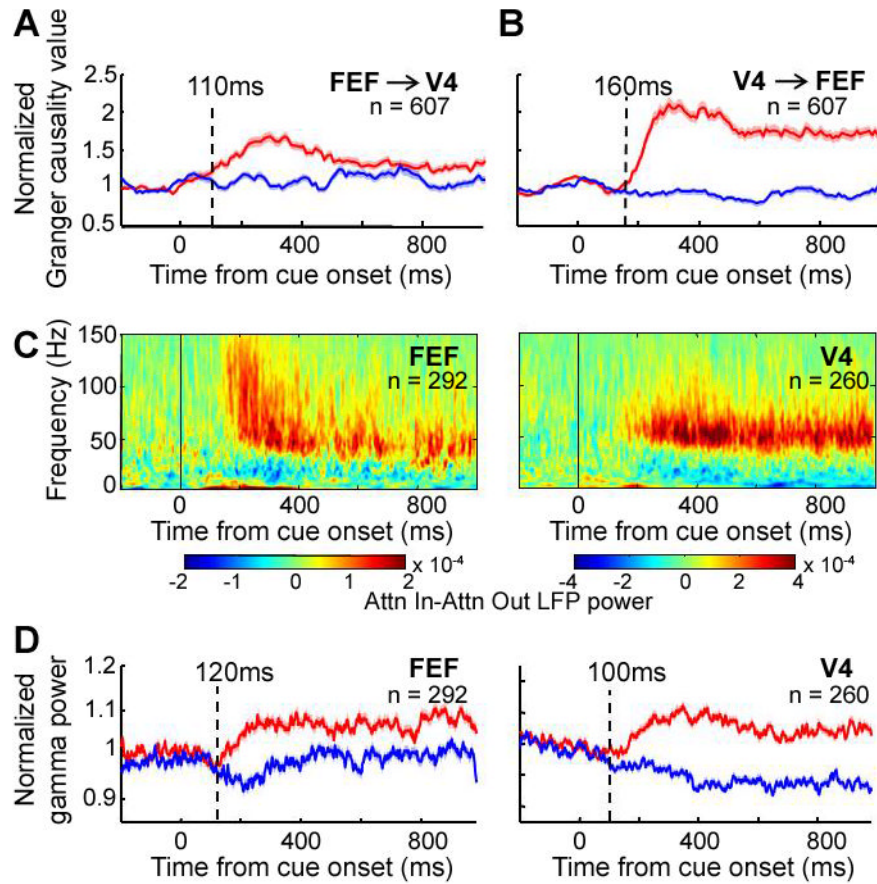 A
B
Normalized
Granger causality value
2.5
2
1.5
1
0.5
110ms
FEF → V4
n = 607
160ms
V4 → FEF
n = 607
0
400
800
0
400
800
Time from cue onset (ms)
Time from cue onset (ms)
C
Frequency (Hz)
150
100
50
0
FEF
n = 292
V4
n = 260
0
400
800
0
400
800
Time from cue onset (ms)
Time from cue onset (ms)
-2
-1
0
1
2
x 10⁻⁴
-4
-2
0
2
4
x 10⁻⁴
Attn In-Attn Out LFP power
D
Normalized
gamma power
1.2
1.1
1
0.9
120ms
FEF
n = 292
100ms
V4
n = 260
0
400
800
0
400
800
Time from cue onset (ms)
Time from cue onset (ms)